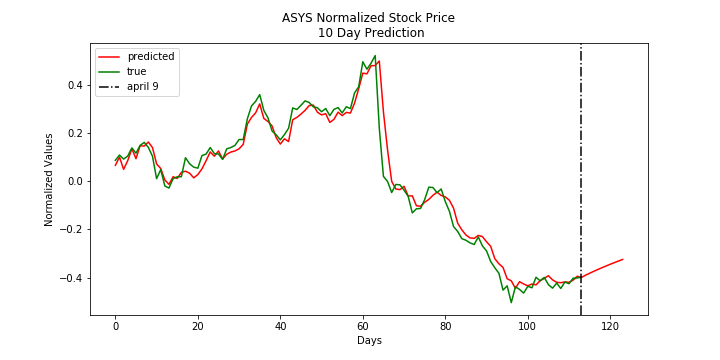 ASYS Normalized Stock Price
10 Day Prediction
predicted
true
april 9
Normalized Values
0.4
0.2
0.0
−0.2
−0.4
0 20 40 60 80 100 120
Days